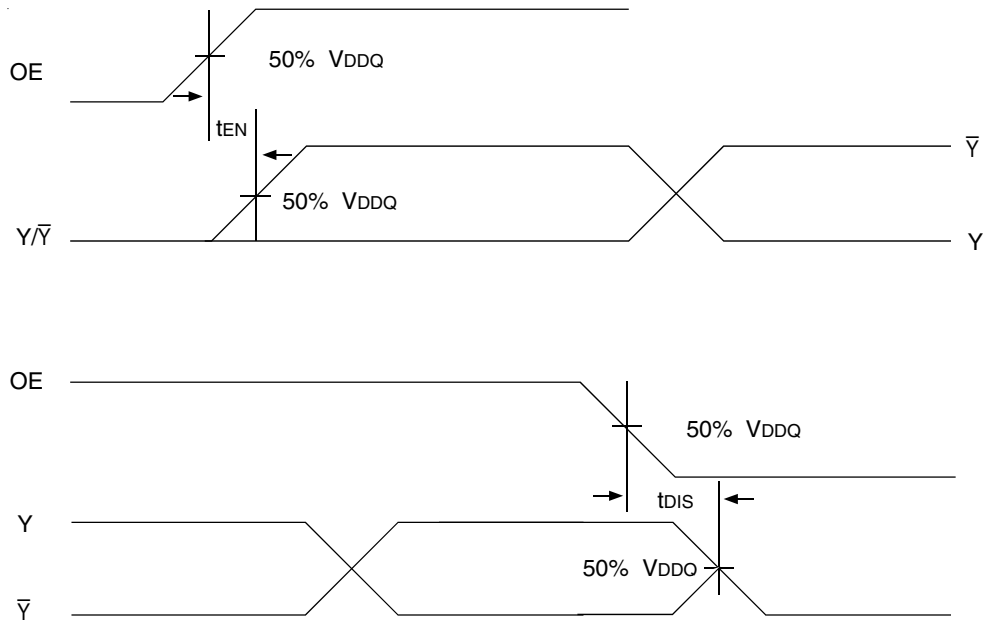 50% VDDQ
OE
tEN
Y̅
50% VDDQ
Y/Y̅
Y
OE
50% VDDQ
tDIS
Y
50% VDDQ
Y̅